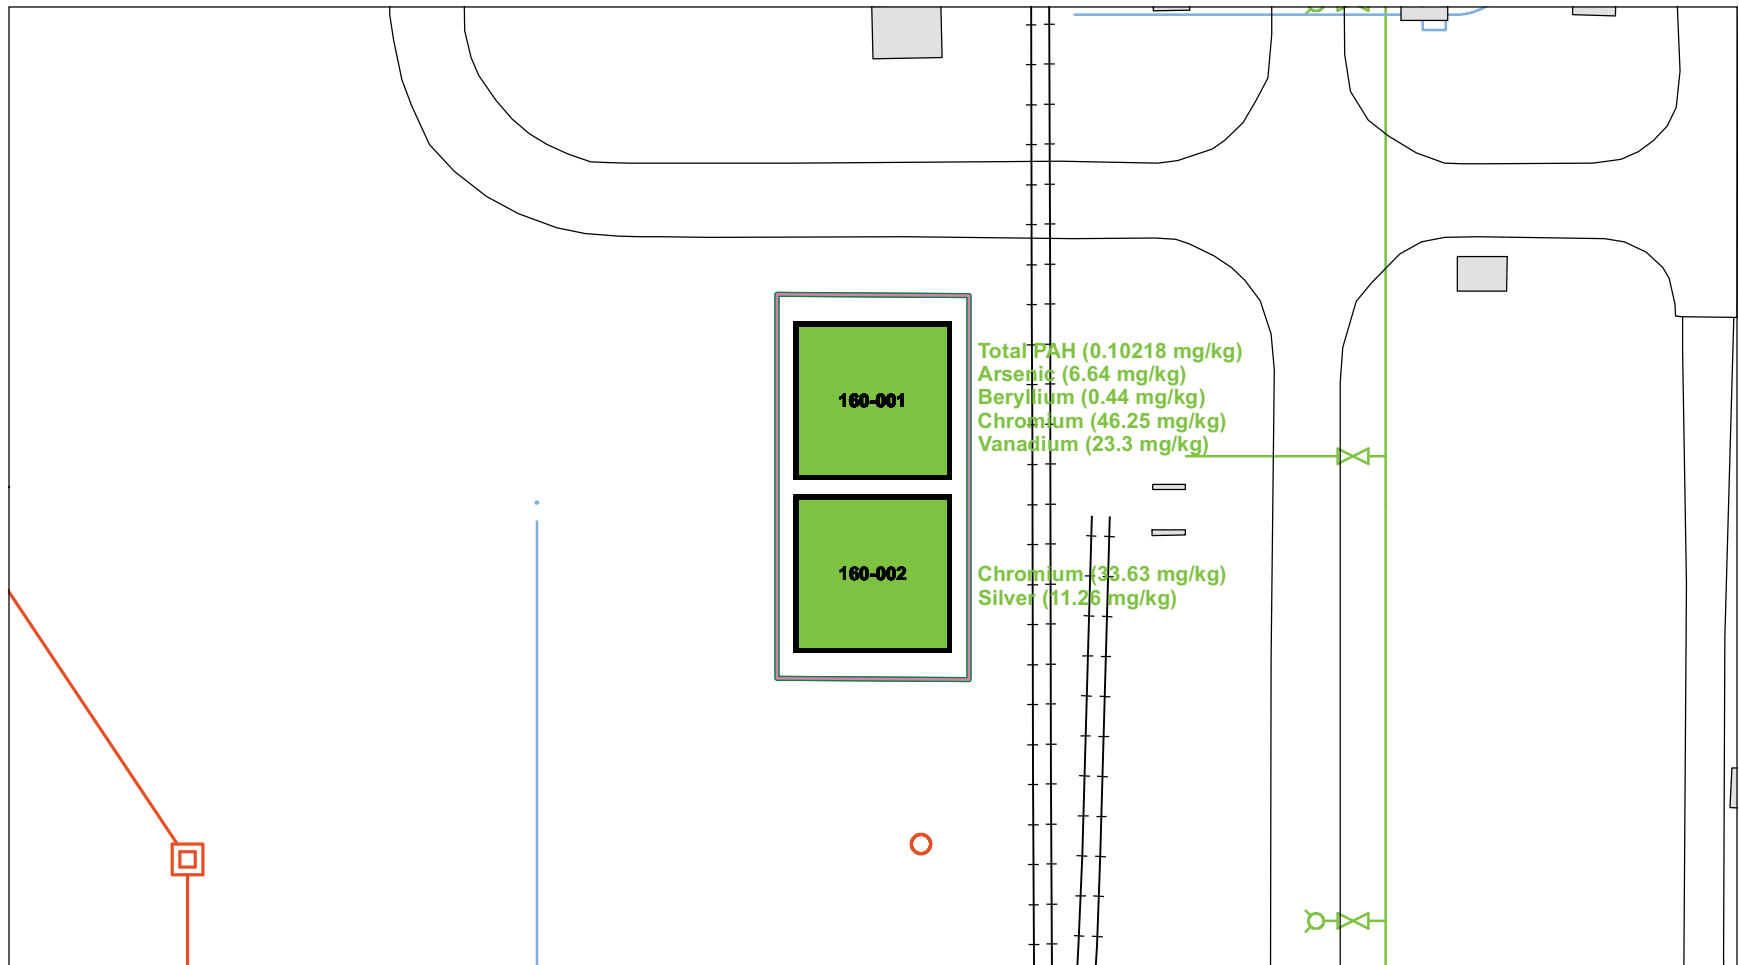 160-001
Total PAH (0.10218 mg/kg)
Arsenic (6.64 mg/kg)
Beryllium (0.44 mg/kg)
Chromium (46.25 mg/kg)
Vanadium (23.3 mg/kg)
160-002
Chromium (33.63 mg/kg)
Silver (11.26 mg/kg)